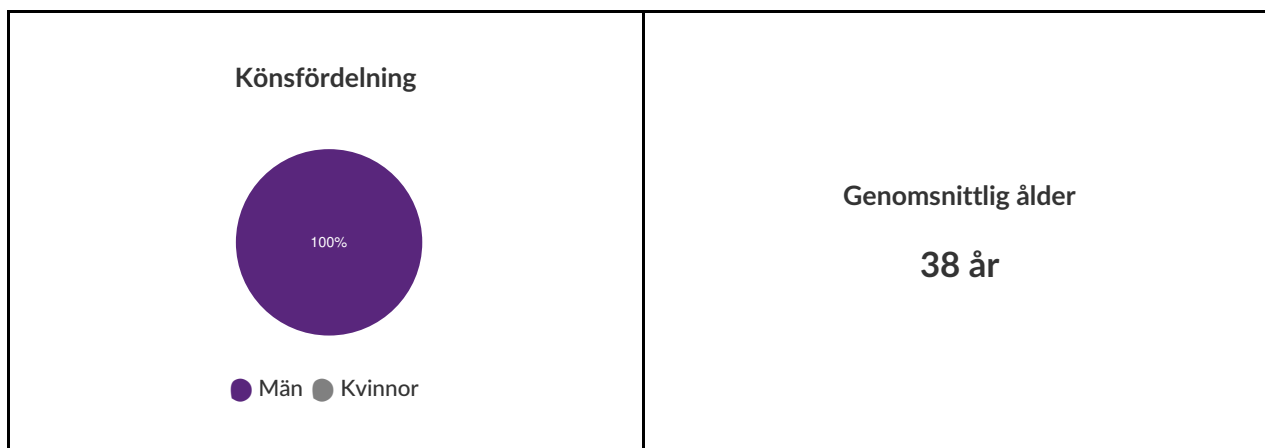 Könsfördelning
100%
Män Kvinnor
Genomsnittlig ålder
38 år